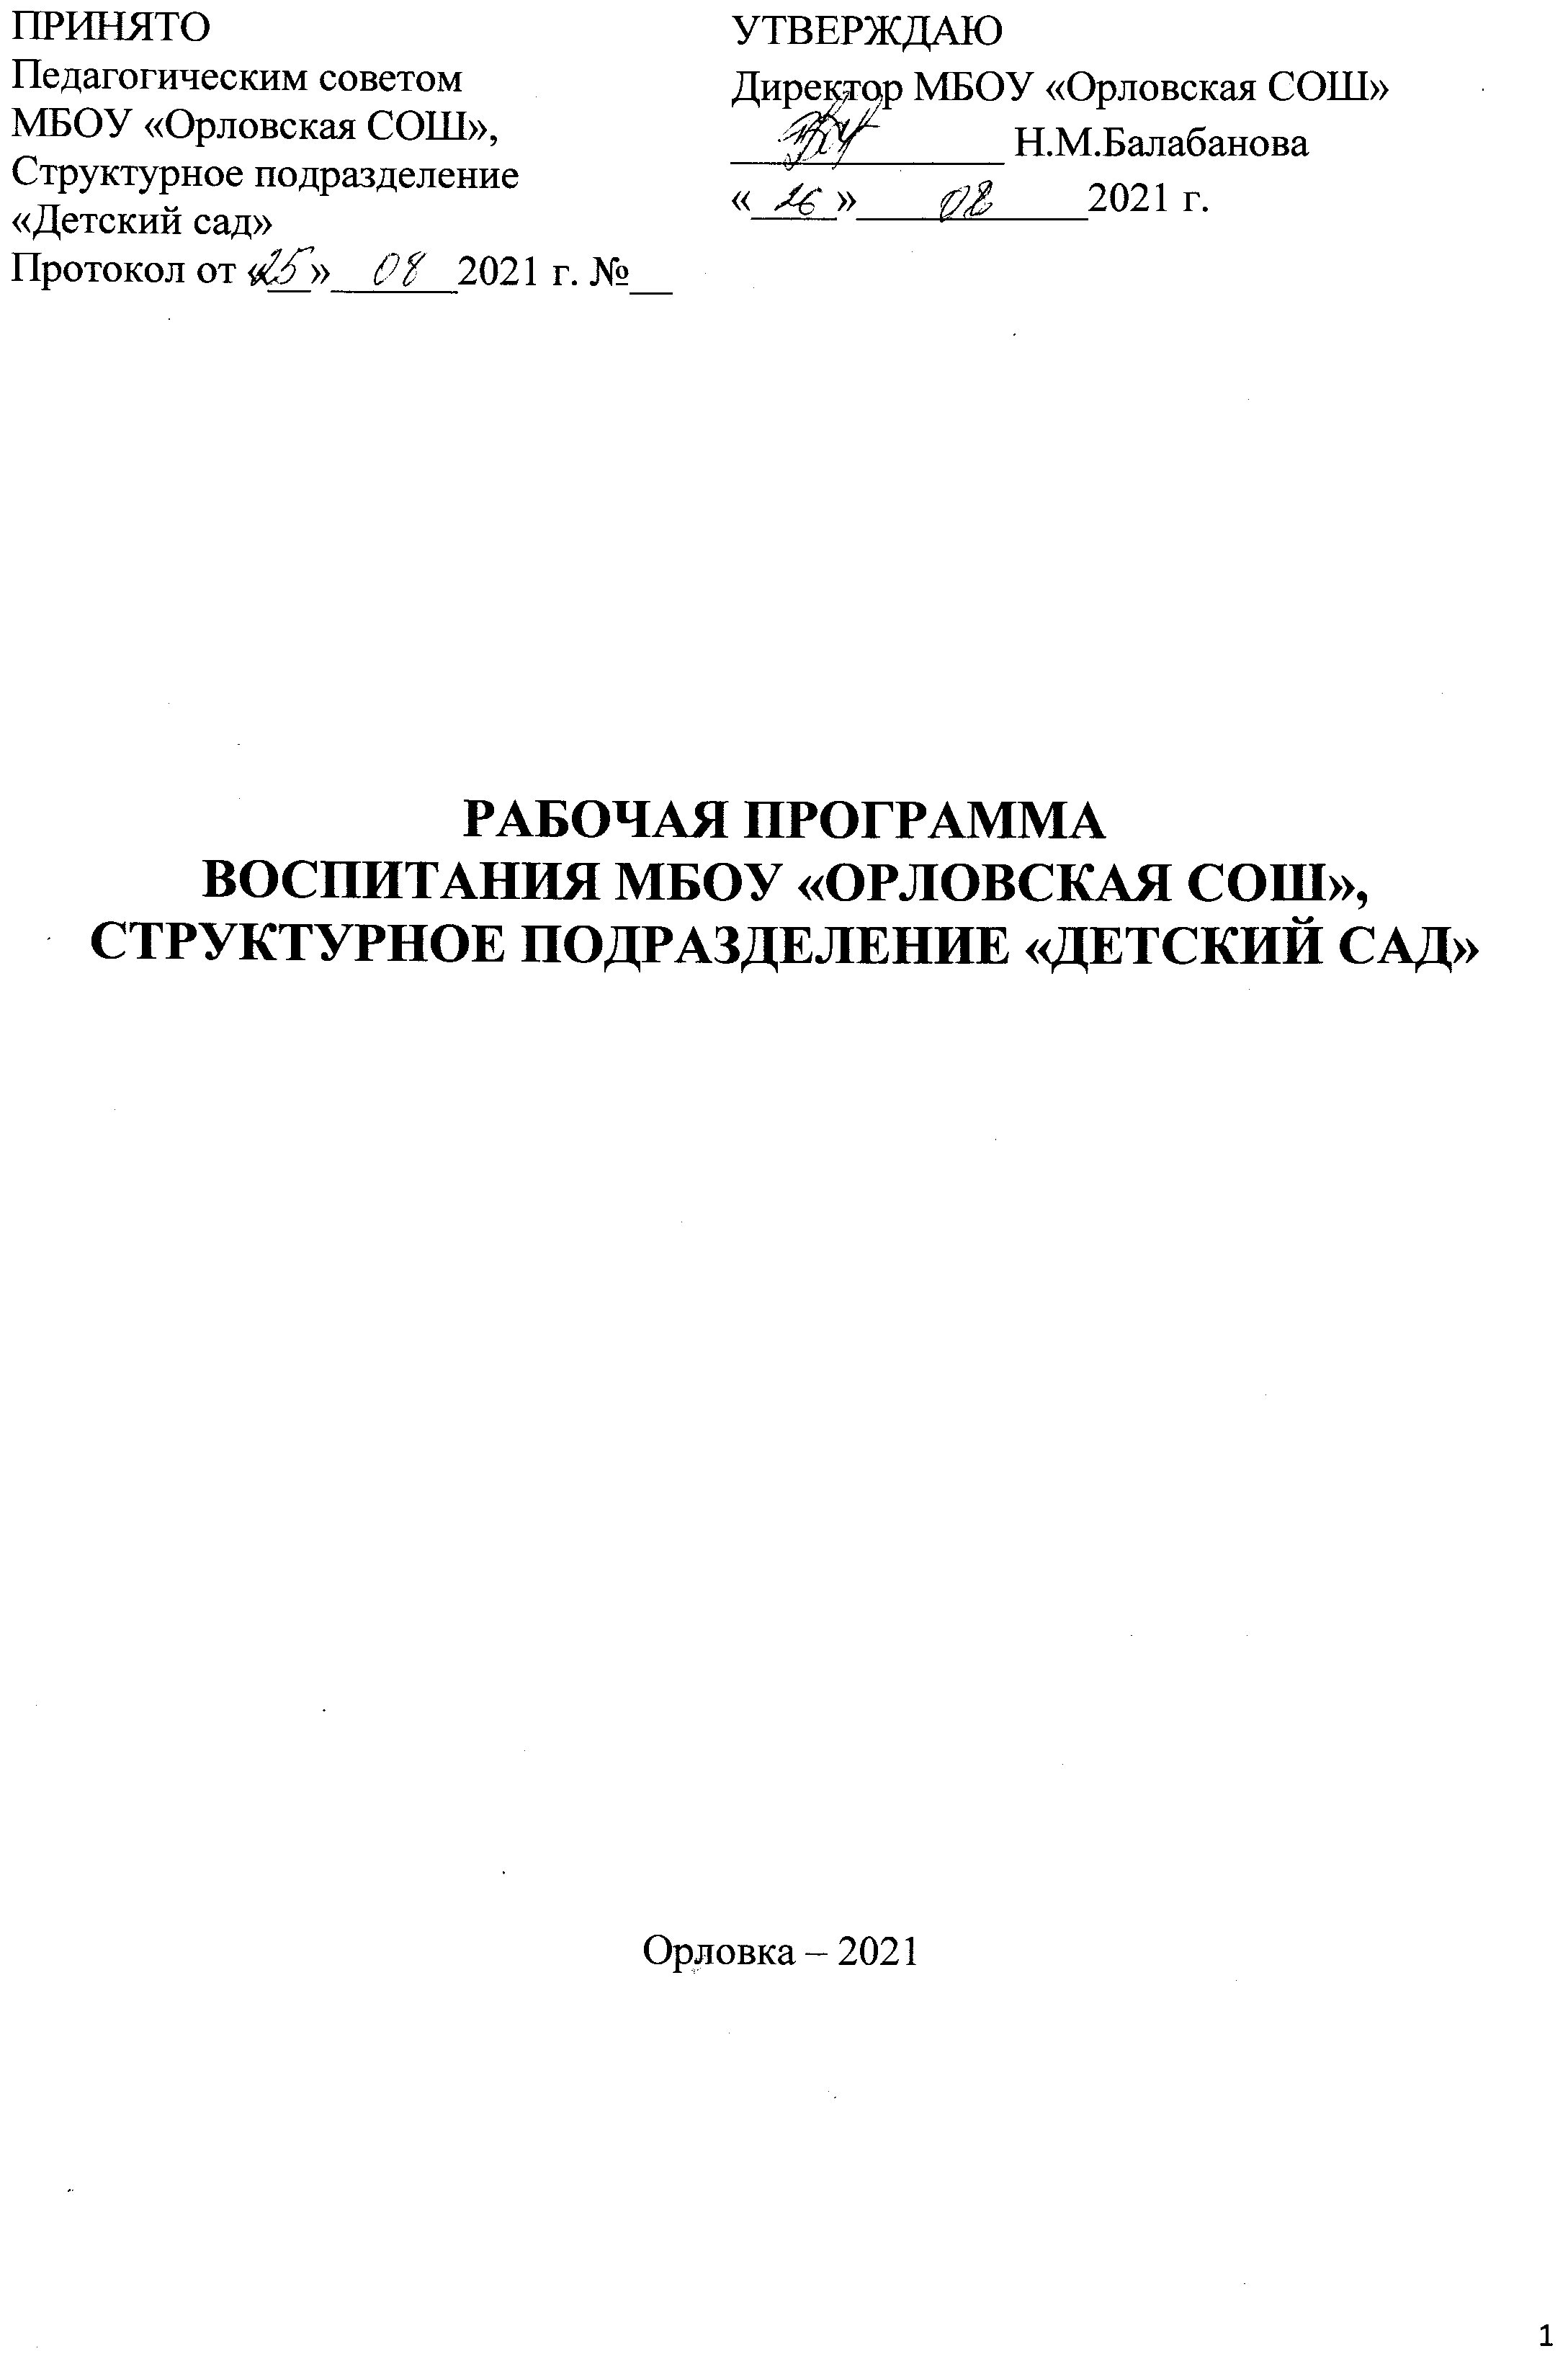 ПРИНЯТО
Педагогическим советом
МБОУ «Орловская СОШ»,
Структурное подразделение
«Детский сад»
Протокол от «25» 08 2021 г. №__
УТВЕРЖДАЮ
Директор МБОУ «Орловская СОШ»
_____________ Н.М.Балабанова
«26» 08 2021 г.
РАБОЧАЯ ПРОГРАММА
ВОСПИТАНИЯ МБОУ «ОРЛОВСКАЯ СОШ»,
СТРУКТУРНОЕ ПОДРАЗДЕЛЕНИЕ «ДЕТСКИЙ САД»
Орловка – 2021
1